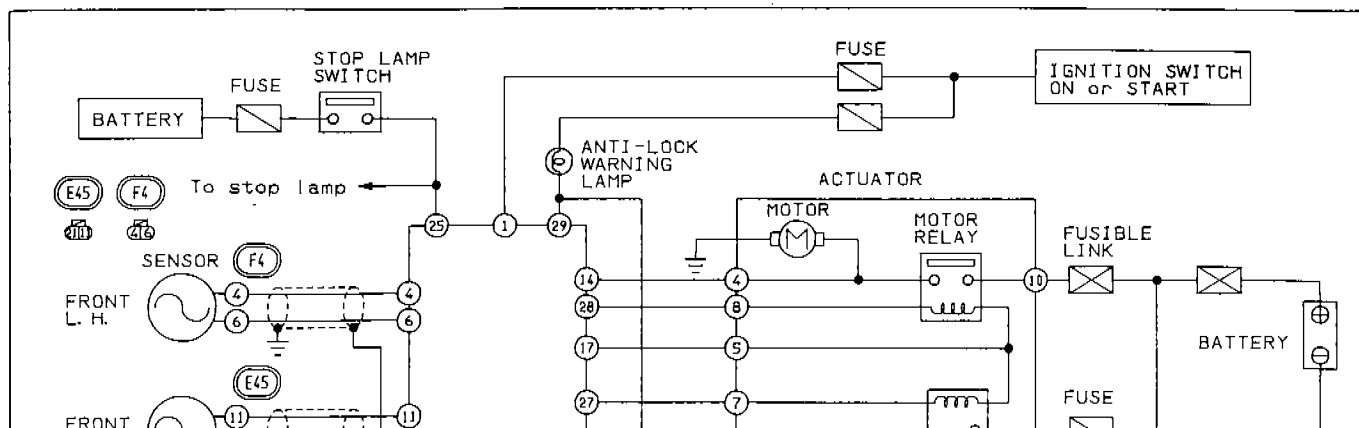 FUSE
STOP LAMP
SWITCH
FUSE
IGNITION SWITCH
ON or START
BATTERY
ANTI-LOCK
WARNING
LAMP
E45
F4
To stop lamp
ACTUATOR
MOTOR
M
MOTOR
RELAY
FUSIBLE
LINK
25
1
29
SENSOR
F4
FRONT
L. H.
4
6
4
6
14
4
10
28
8
17
5
BATTERY
E45
FRONT
11
11
27
7
FUSE